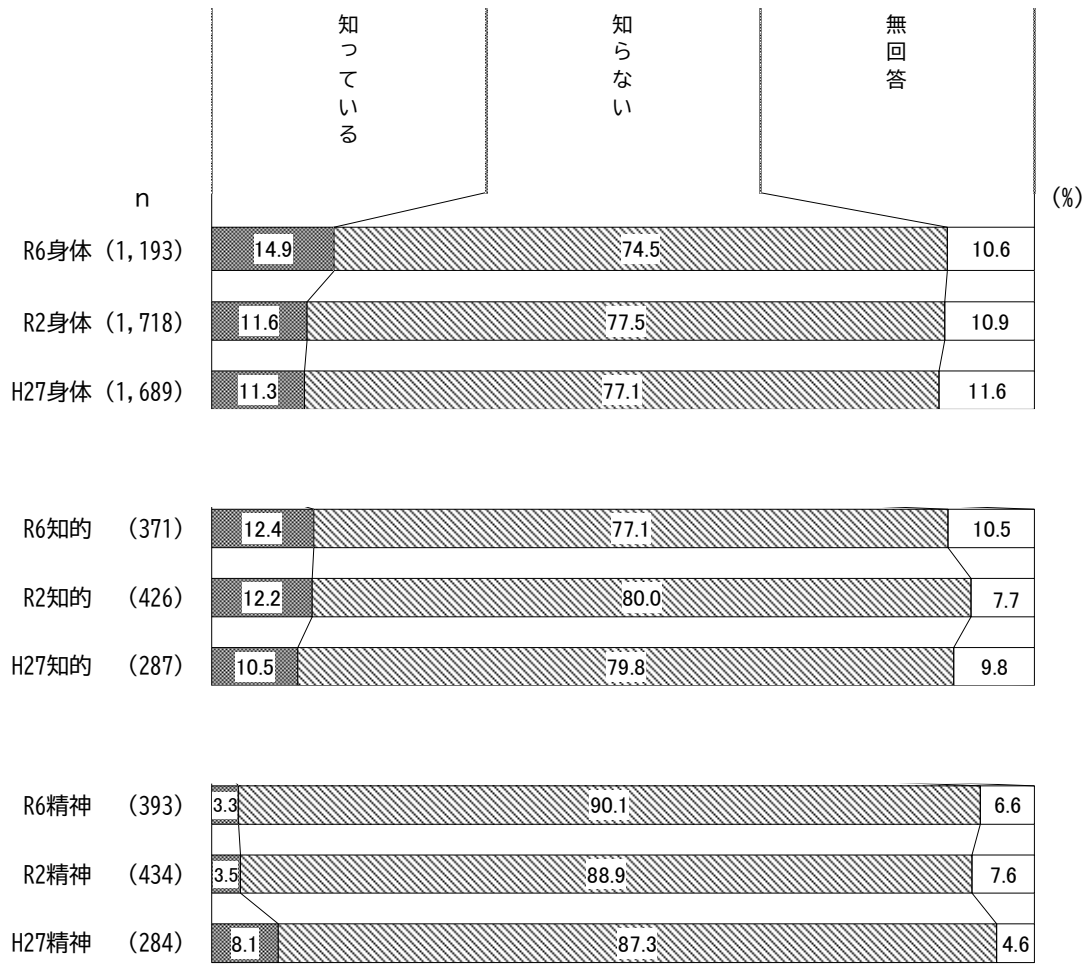 知っている
知らない
無回答
n
(%)
R6身体 (1,193) 14.9 74.5 10.6
R2身体 (1,718) 11.6 77.5 10.9
H27身体 (1,689) 11.3 77.1 11.6
R6知的 (371) 12.4 77.1 10.5
R2知的 (426) 12.2 80.0 7.7
H27知的 (287) 10.5 79.8 9.8
R6精神 (393) 3.3 90.1 6.6
R2精神 (434) 3.5 88.9 7.6
H27精神 (284) 8.1 87.3 4.6